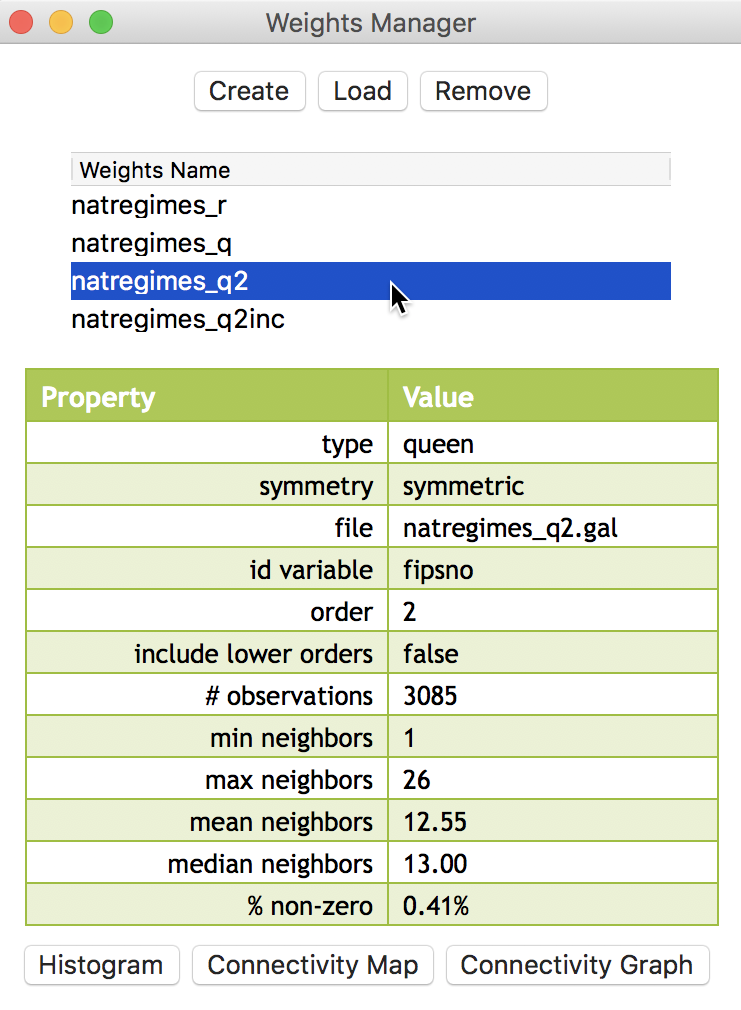 Weights Manager
Create Load Remove
Weights Name
natregimes_r
natregimes_q
natregimes_q2
natregimes_q2inc
Property Value
type queen
symmetry symmetric
file natregimes_q2.gal
id variable fipsno
order 2
include lower orders false
# observations 3085
min neighbors 1
max neighbors 26
mean neighbors 12.55
median neighbors 13.00
% non-zero 0.41%
Histogram Connectivity Map Connectivity Graph